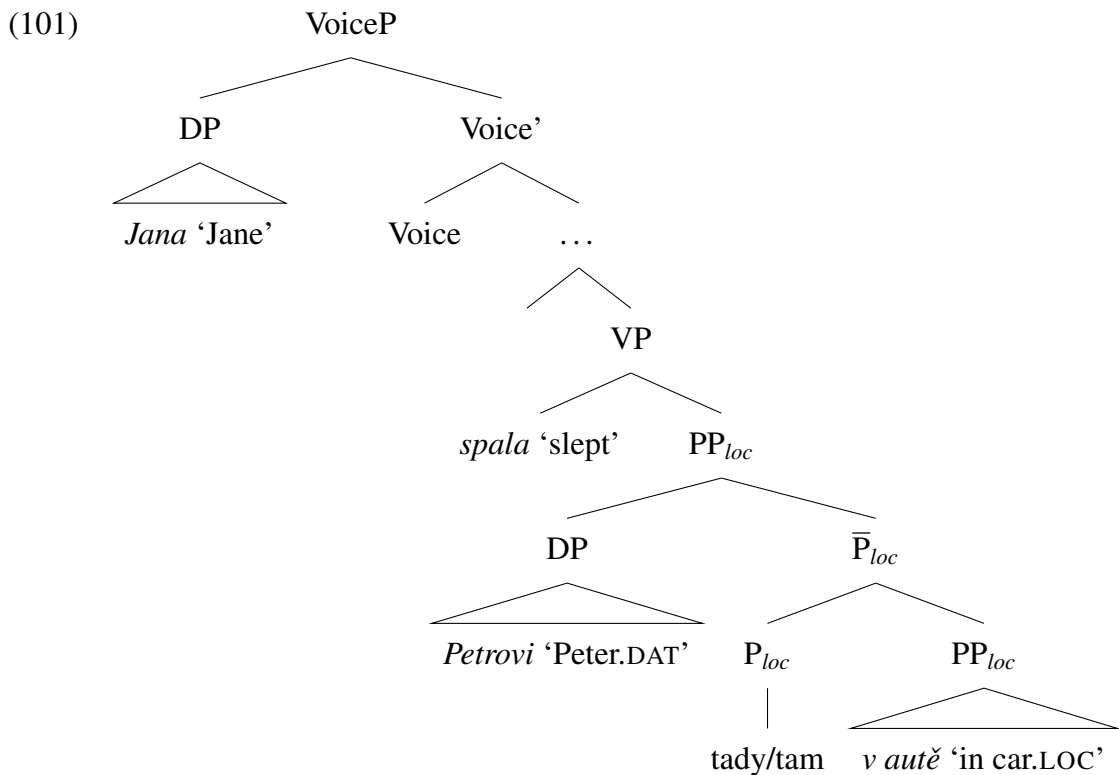 (101) VoiceP
DP Voice’
Jana ‘Jane’ Voice ...
VP
spala ‘slept’ PPloc
DP P̅loc
Petrovi ‘Peter.DAT’ Ploc PPloc
tady/tam v autě ‘in car.LOC’